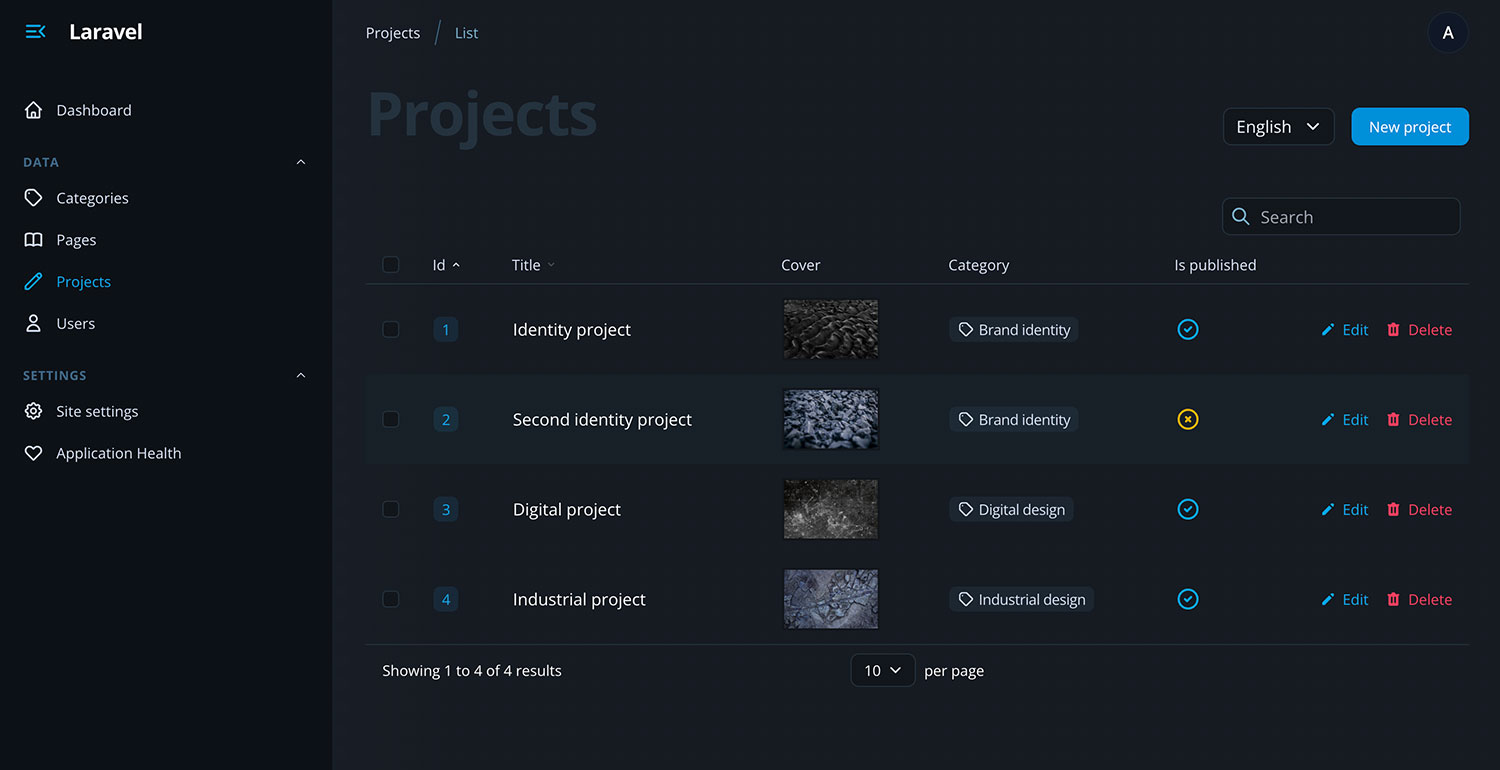 Laravel
Dashboard
DATA
Categories
Pages
Projects
Users
SETTINGS
Site settings
Application Health
Projects / List
A
Projects
English
New project
Search
Id Title Cover Category Is published
1 Identity project Brand identity Edit Delete
2 Second identity project Brand identity Edit Delete
3 Digital project Digital design Edit Delete
4 Industrial project Industrial design Edit Delete
Showing 1 to 4 of 4 results 10 per page